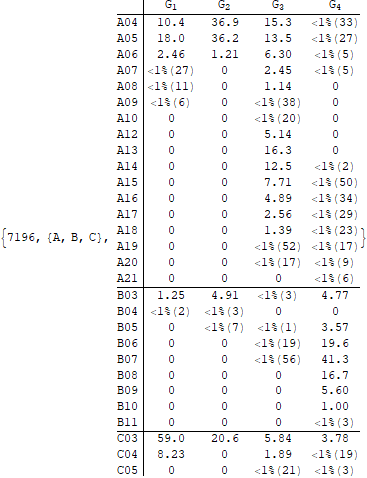 G1 G2 G3 G4
A04 10.4 36.9 15.3 <1%(33)
A05 18.0 36.2 13.5 <1%(27)
A06 2.46 1.21 6.30 <1%(5)
A07 <1%(27) 0 2.45 <1%(5)
A08 <1%(11) 0 1.14 0
A09 <1%(6) 0 <1%(38) 0
A10 0 0 <1%(20) 0
A12 0 0 5.14 0
A13 0 0 16.3 0
A14 0 0 12.5 <1%(2)
A15 0 0 7.71 <1%(50)
A16 0 0 4.89 <1%(34)
A17 0 0 2.56 <1%(29)
A18 0 0 1.39 <1%(23)
{7196, {A, B, C}, }
A19 0 0 <1%(52) <1%(17)
A20 0 0 <1%(17) <1%(9)
A21 0 0 0 <1%(6)
B03 1.25 4.91 <1%(3) 4.77
B04 <1%(2) <1%(3) 0 0
B05 0 <1%(7) <1%(1) 3.57
B06 0 0 <1%(19) 19.6
B07 0 0 <1%(56) 41.3
B08 0 0 0 16.7
B09 0 0 0 5.60
B10 0 0 0 1.00
B11 0 0 0 <1%(3)
C03 59.0 20.6 5.84 3.78
C04 8.23 0 1.89 <1%(19)
C05 0 0 <1%(21) <1%(3)